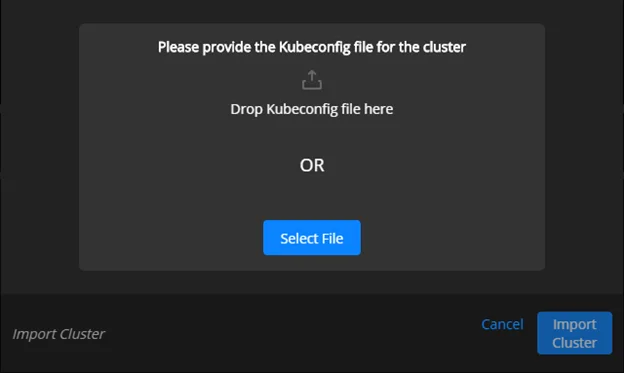 Please provide the Kubeconfig file for the cluster
Drop Kubeconfig file here
OR
Select File
Import Cluster
Cancel
Import
Cluster